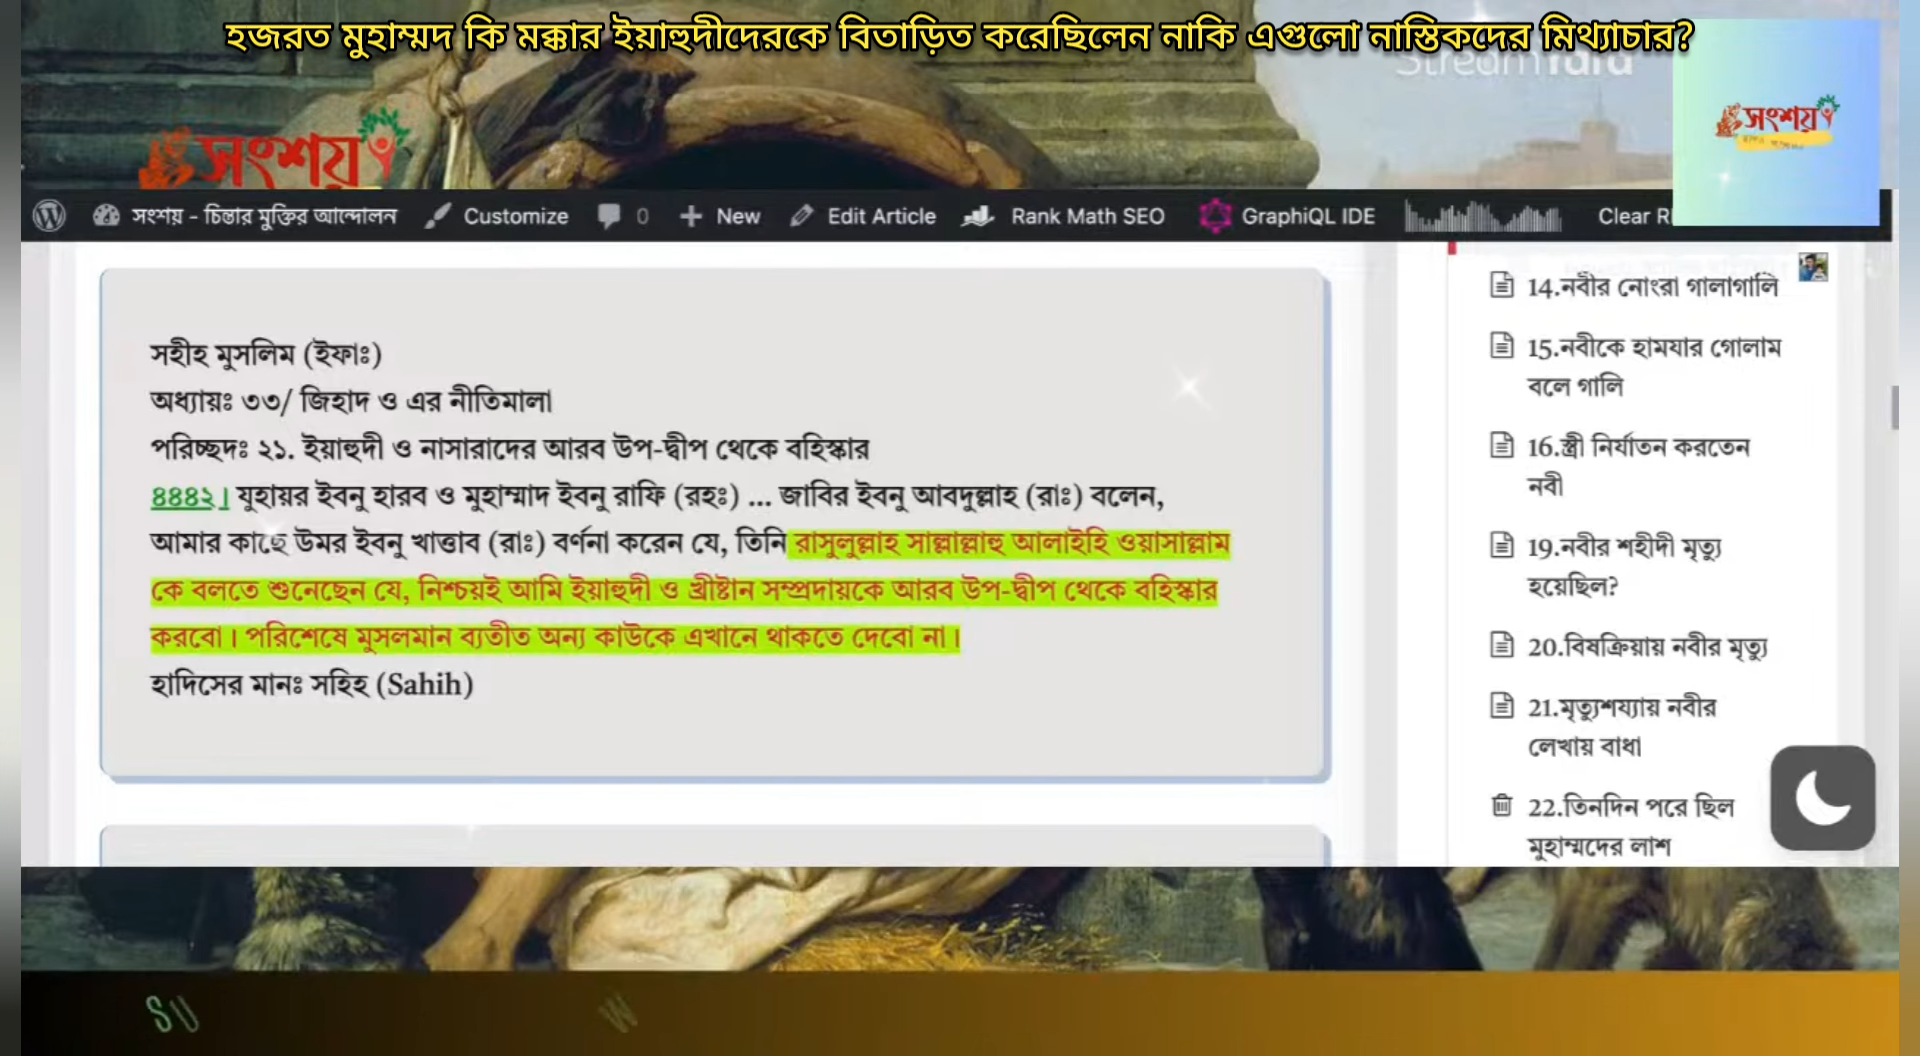 হজরত মুহাম্মদ কি মক্কার ইয়াহুদীদেরকে বিতাড়িত করেছিলেন নাকি এগুলো নাস্তিকদের মিথ্যাচার?
StreamYard
সংশয়
সংশয়
সংশয় - চিন্তার মুক্তির আন্দোলন Customize 0 New Edit Article Rank Math SEO GraphiQL IDE Clear
সহীহ মুসলিম (ইফাঃ)
অধ্যায়ঃ ৩৩/ জিহাদ ও এর নীতিমালা
পরিচ্ছদঃ ২১. ইয়াহুদী ও নাসারাদের আরব উপ-দ্বীপ থেকে বহিস্কার
৪৪৪২। যুহায়র ইবনু হারব ও মুহাম্মাদ ইবনু রাফি (রহঃ) ... জাবির ইবনু আবদুল্লাহ (রাঃ) বলেন,
আমার কাছে উমর ইবনু খাত্তাব (রাঃ) বর্ণনা করেন যে, তিনি রাসুলুল্লাহ সাল্লাল্লাহু আলাইহি ওয়াসাল্লাম
কে বলতে শুনেছেন যে, নিশ্চয়ই আমি ইয়াহুদী ও খ্রীষ্টান সম্প্রদায়কে আরব উপ-দ্বীপ থেকে বহিস্কার
করবো। পরিশেষে মুসলমান ব্যতীত অন্য কাউকে এখানে থাকতে দেবো না।
হাদিসের মানঃ সহিহ (Sahih)
14.নবীর নোংরা গালাগালি
15.নবীকে হামযার গোলাম
বলে গালি
16.স্ত্রী নির্যাতন করতেন
নবী
19.নবীর শহীদী মৃত্যু
হয়েছিল?
20.বিষক্রিয়ায় নবীর মৃত্যু
21.মৃত্যুশয্যায় নবীর
লেখায় বাধা
22.তিনদিন পরে ছিল
মুহাম্মদের লাশ
SU
W